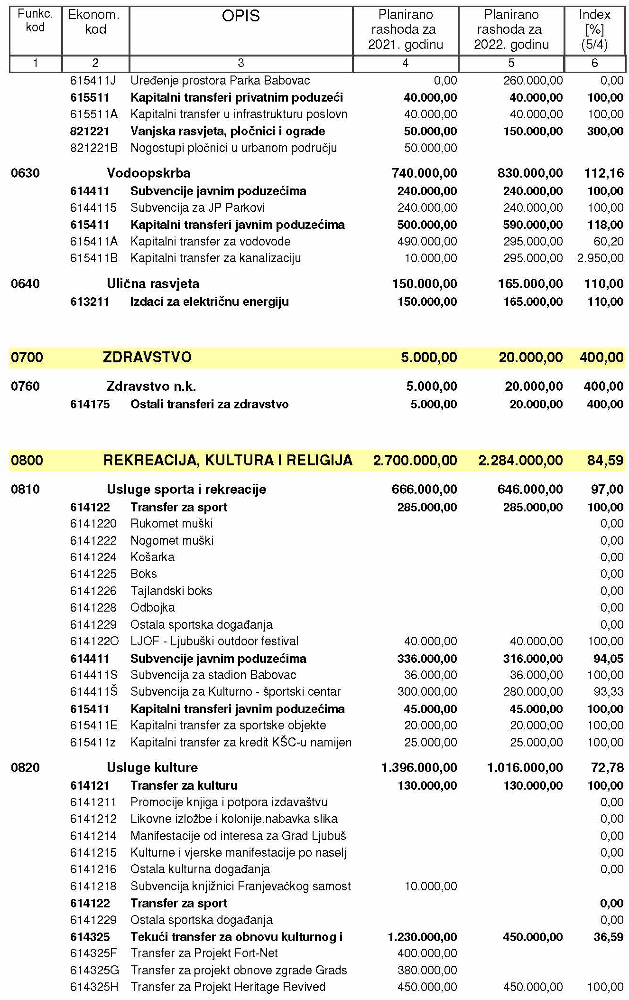 Funkc. kod Ekonom. kod OPIS Planirano rashoda za 2021. godinu Planirano rashoda za 2022. godinu Index [%] (5/4)
1 2 3 4 5 6
615411J Uređenje prostora Parka Babovac 0,00 260.000,00 0,00
615511 Kapitalni transferi privatnim poduzeći 40.000,00 40.000,00 100,00
615511A Kapitalni transfer u infrastrukturu poslovn 40.000,00 40.000,00 100,00
821221 Vanjska rasvjeta, pločnici i ograde 50.000,00 150.000,00 300,00
821221B Nogostupi pločnici u urbanom području 50.000,00
0630 Vodoopskrba 740.000,00 830.000,00 112,16
614411 Subvencije javnim poduzećima 240.000,00 240.000,00 100,00
6144115 Subvencija za JP Parkovi 240.000,00 240.000,00 100,00
615411 Kapitalni transferi javnim poduzećima 500.000,00 590.000,00 118,00
615411A Kapitalni transfer za vodovode 490.000,00 295.000,00 60,20
615411B Kapitalni transfer za kanalizaciju 10.000,00 295.000,00 2.950,00
0640 Ulična rasvjeta 150.000,00 165.000,00 110,00
613211 Izdaci za električnu energiju 150.000,00 165.000,00 110,00
0700 ZDRAVSTVO 5.000,00 20.000,00 400,00
0760 Zdravstvo n.k. 5.000,00 20.000,00 400,00
614175 Ostali transferi za zdravstvo 5.000,00 20.000,00 400,00
0800 REKREACIJA, KULTURA I RELIGIJA 2.700.000,00 2.284.000,00 84,59
0810 Usluge sporta i rekreacije 666.000,00 646.000,00 97,00
614122 Transfer za sport 285.000,00 285.000,00 100,00
6141220 Rukomet muški 0,00
6141222 Nogomet muški 0,00
6141224 Košarka 0,00
6141225 Boks 0,00
6141226 Tajlandski boks 0,00
6141228 Odbojka 0,00
6141229 Ostala sportska događanja 0,00
614122O LJOF - Ljubuški outdoor festival 40.000,00 40.000,00 100,00
614411 Subvencije javnim poduzećima 336.000,00 316.000,00 94,05
614411S Subvencija za stadion Babovac 36.000,00 36.000,00 100,00
614411Š Subvencija za Kulturno - športski centar 300.000,00 280.000,00 93,33
615411 Kapitalni transferi javnim poduzećima 45.000,00 45.000,00 100,00
615411E Kapitalni transfer za sportske objekte 20.000,00 20.000,00 100,00
615411z Kapitalni transfer za kredit KŠC-u namijen 25.000,00 25.000,00 100,00
0820 Usluge kulture 1.396.000,00 1.016.000,00 72,78
614121 Transfer za kulturu 130.000,00 130.000,00 100,00
6141211 Promocije knjiga i potpora izdavaštvu 0,00
6141212 Likovne izložbe i kolonije,nabavka slika 0,00
6141214 Manifestacije od interesa za Grad Ljubuš 0,00
6141215 Kulturne i vjerske manifestacije po naselj 0,00
6141216 Ostala kulturna događanja 0,00
6141218 Subvencija knjižnici Franjevačkog samost 10.000,00
614122 Transfer za sport 0,00
6141229 Ostala sportska događanja 0,00
614325 Tekući transfer za obnovu kulturnog i 1.230.000,00 450.000,00 36,59
614325F Transfer za Projekt Fort-Net 400.000,00
614325G Transfer za projekt obnove zgrade Grads 380.000,00
614325H Transfer za Projekt Heritage Revived 450.000,00 450.000,00 100,00